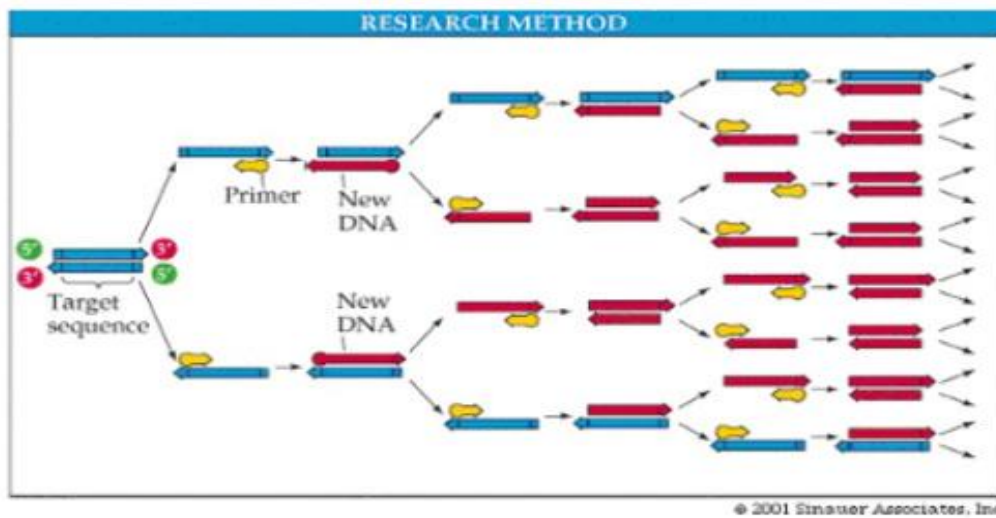 RESEARCH METHOD
Primer
New
DNA
5' 3'
3' 5'
Target
sequence
New
DNA
© 2001 Sinauer Associates, Inc